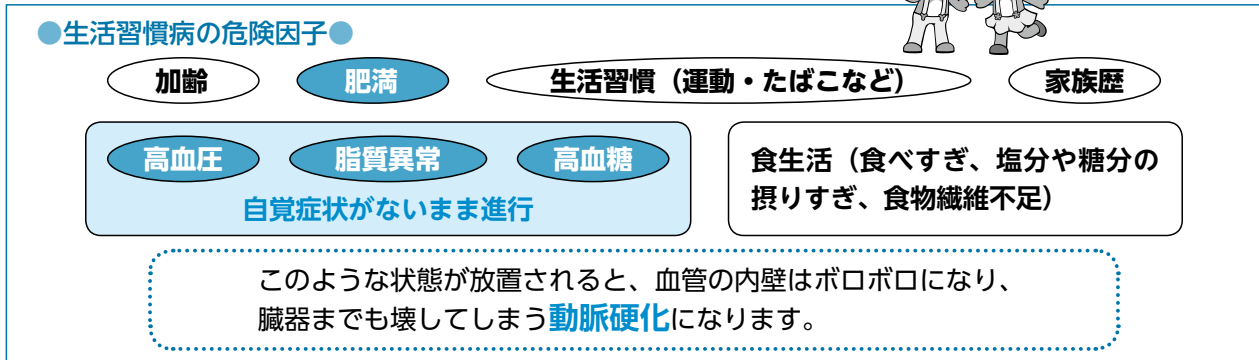 ●生活習慣病の危険因子●
加齢 肥満 生活習慣（運動・たばこなど） 家族歴
高血圧 脂質異常 高血糖
自覚症状がないまま進行
食生活（食べすぎ、塩分や糖分の
摂りすぎ、食物繊維不足）
このような状態が放置されると、血管の内壁はボロボロになり、
臓器までも壊してしまう動脈硬化になります。